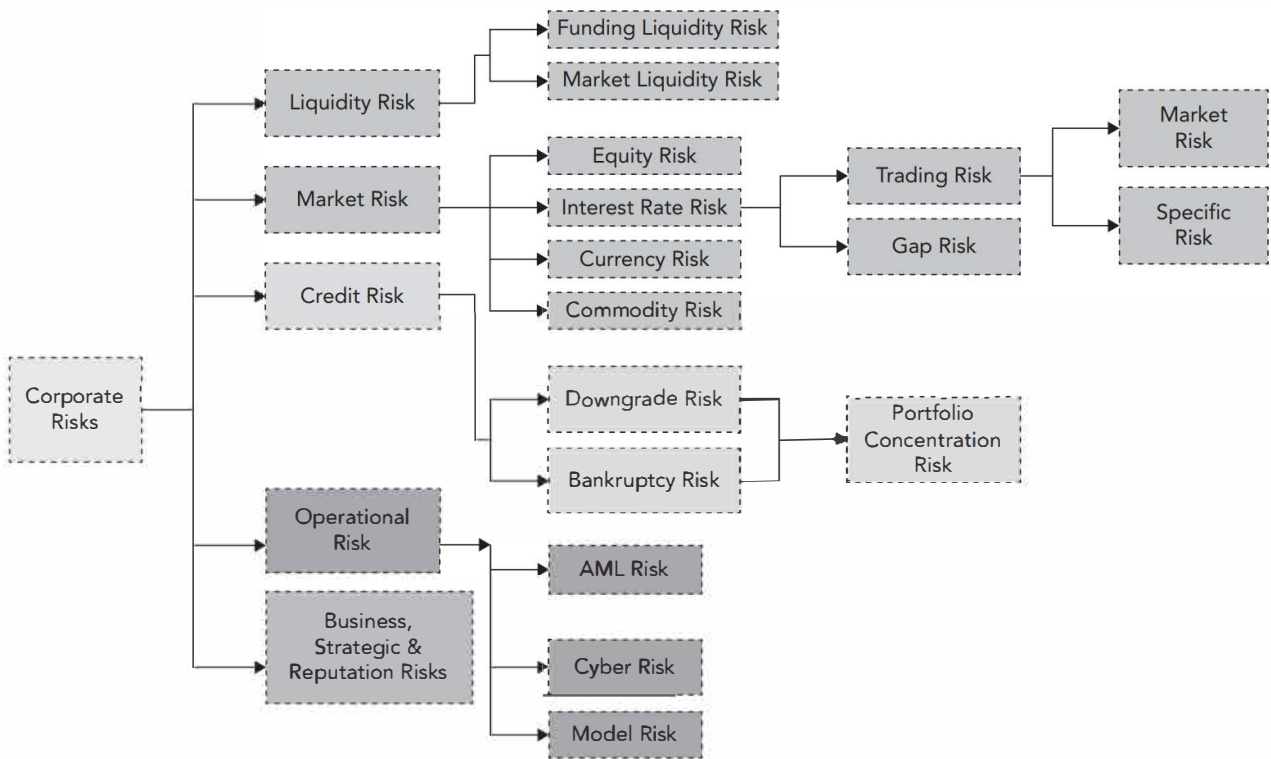 Corporate
Risks
Liquidity Risk
Market Risk
Credit Risk
Operational
Risk
Business,
Strategic &
Reputation Risks
Funding Liquidity Risk
Market Liquidity Risk
Equity Risk
Interest Rate Risk
Currency Risk
Commodity Risk
Downgrade Risk
Bankruptcy Risk
AML Risk
Cyber Risk
Model Risk
Trading Risk
Gap Risk
Portfolio
Concentration
Risk
Market
Risk
Specific
Risk